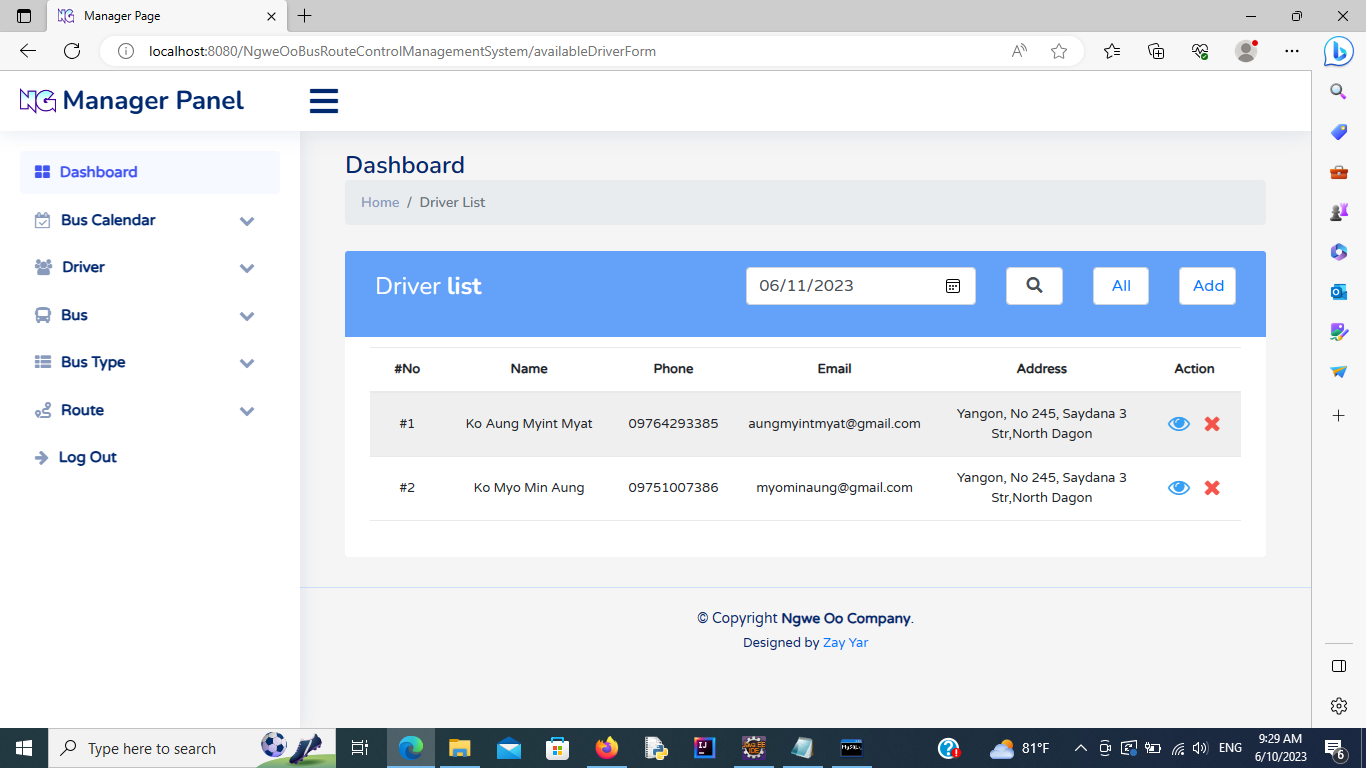 Manager Page
localhost:8080/NgweOoBusRouteControlManagementSystem/availableDriverForm
NG Manager Panel
Dashboard
Bus Calendar
Driver
Bus
Bus Type
Route
Log Out
Dashboard
Home / Driver List
Driver list 06/11/2023 All Add
#No Name Phone Email Address Action
#1 Ko Aung Myint Myat 09764293385 aungmyintmyat@gmail.com Yangon, No 245, Saydana 3
Str,North Dagon
#2 Ko Myo Min Aung 09751007386 myominaung@gmail.com Yangon, No 245, Saydana 3
Str,North Dagon
© Copyright Ngwe Oo Company.
Designed by Zay Yar
Type here to search
81°F
ENG
9:29 AM
6/10/2023
6